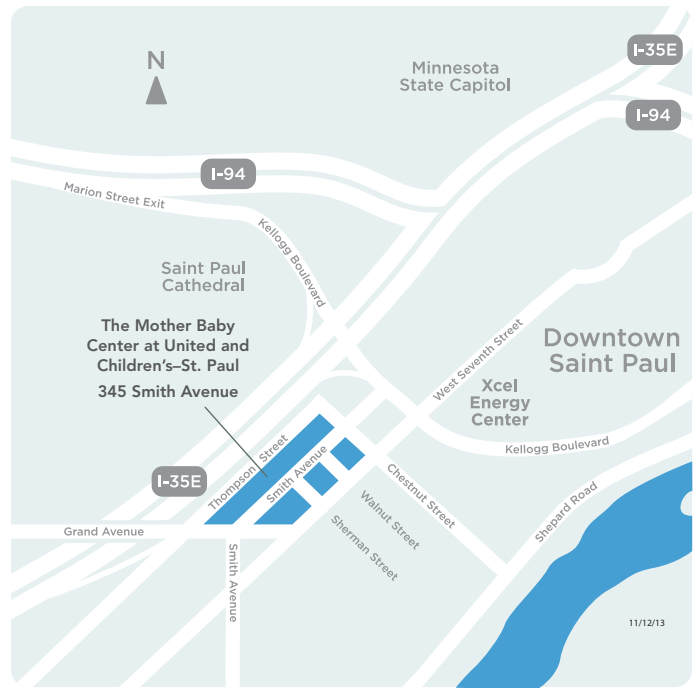 I-35E
N
Minnesota
State Capitol
I-94
I-94
Marion Street Exit
Kellogg Boulevard
Saint Paul
Cathedral
The Mother Baby
Center at United and
Children's–St. Paul
345 Smith Avenue
West Seventh Street
Downtown
Saint Paul
Xcel
Energy
Center
Kellogg Boulevard
Thompson Street
Smith Avenue
I-35E
Chestnut Street
Walnut Street
Sherman Street
Shepard Road
Grand Avenue
Smith Avenue
11/12/13